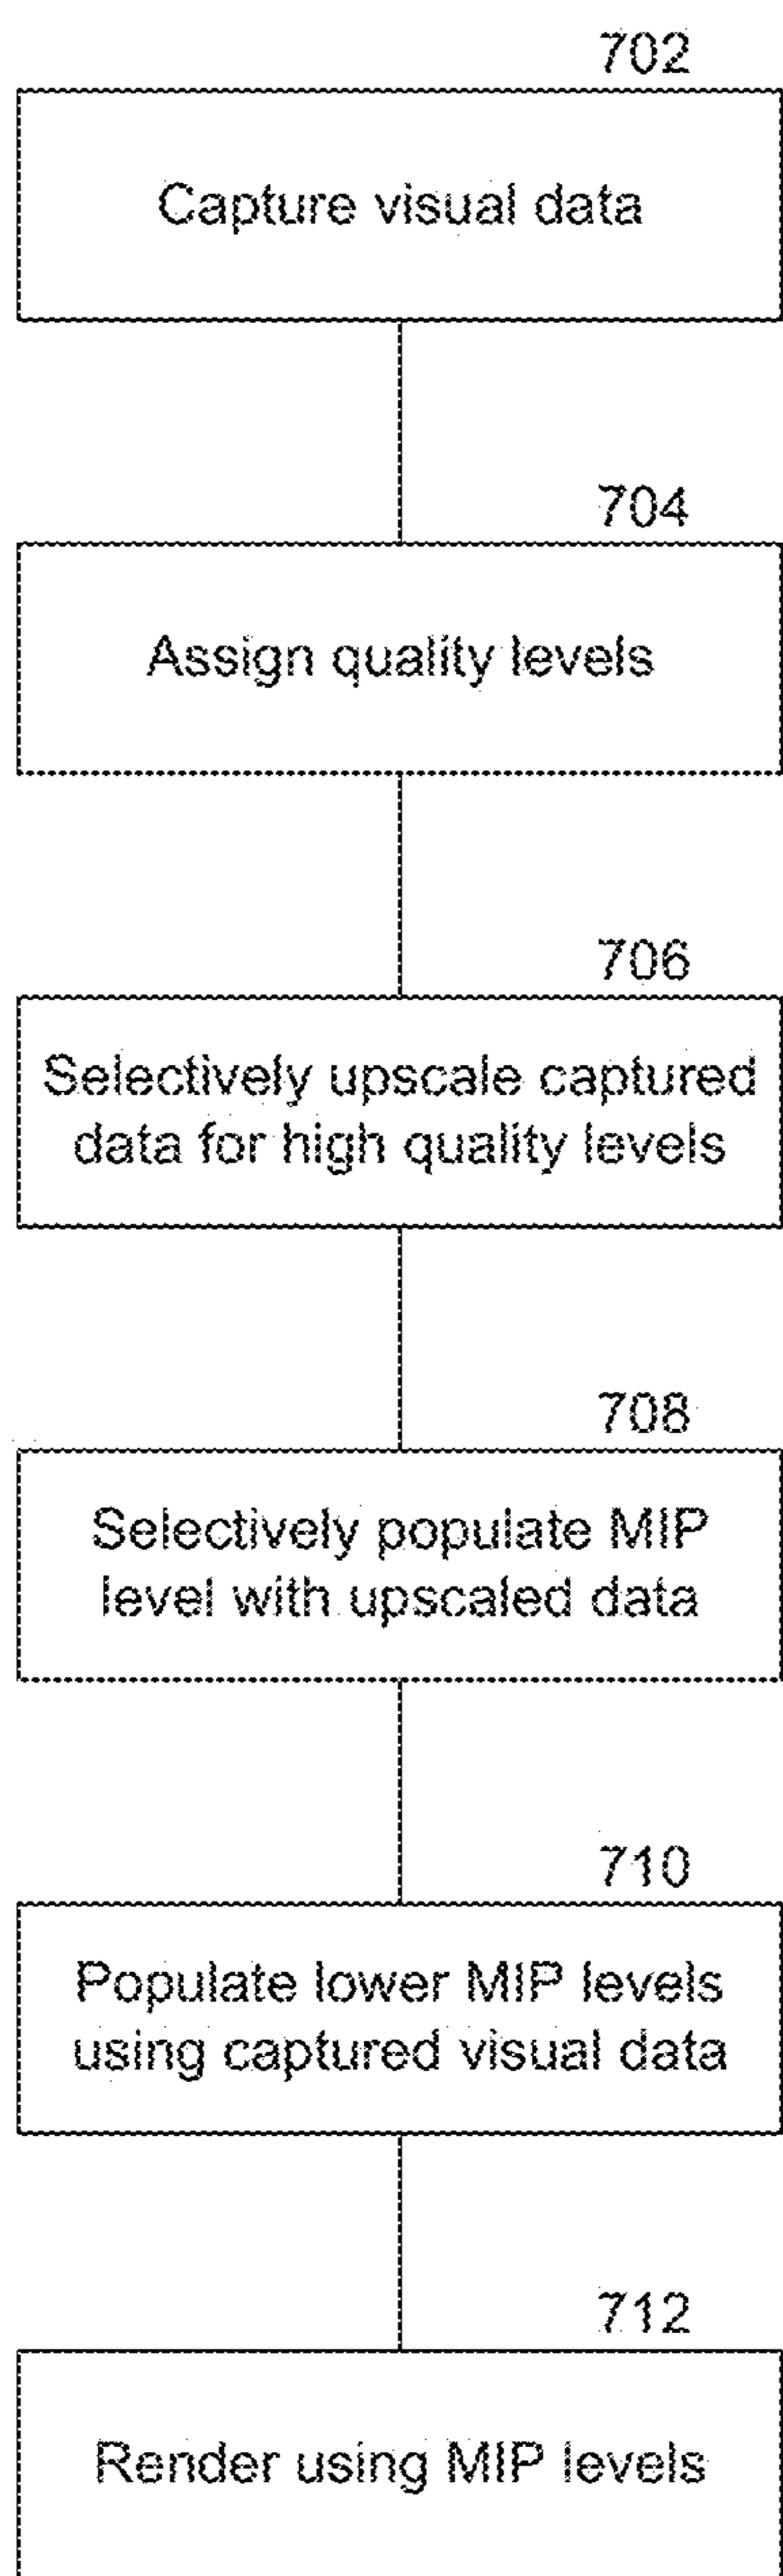 702
Capture visual data
704
Assign quality levels
706
Selectively upscale captured
data for high quality levels
708
Selectively populate MIP
level with upscaled data
710
Populate lower MIP levels
using captured visual data
712
Render using MIP levels